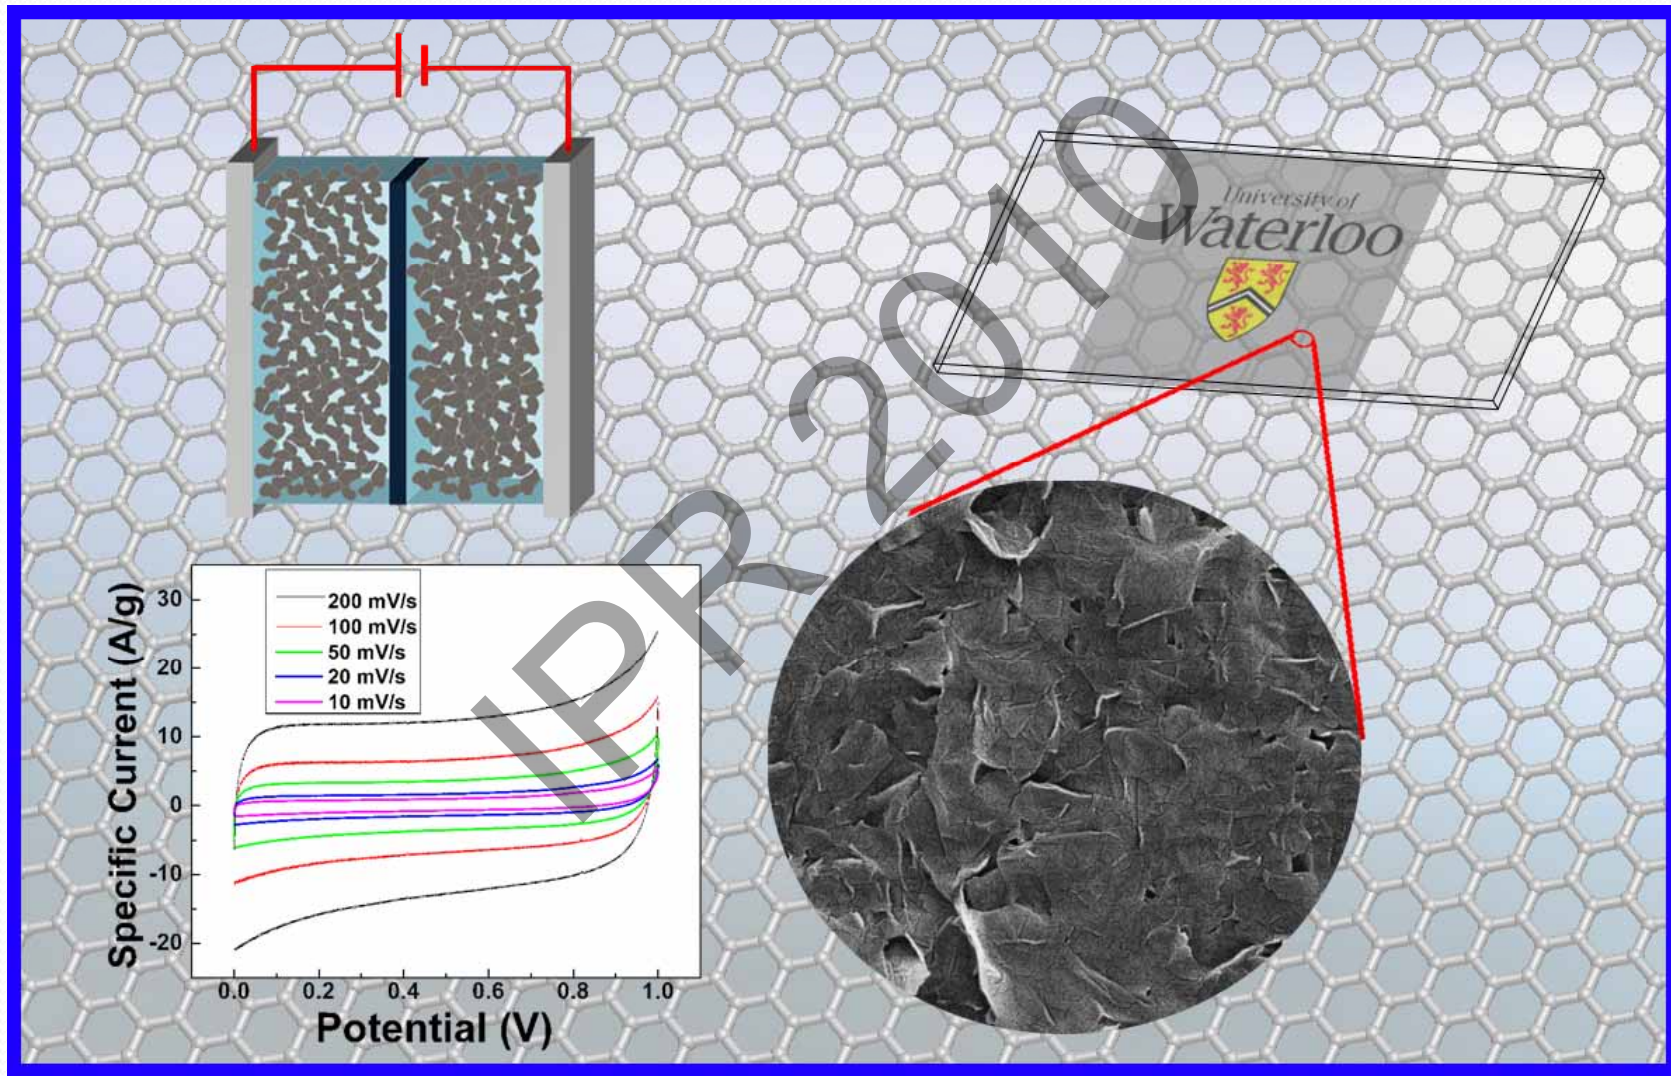 University of
Waterloo
IPR 2010
Specific Current (A/g)
30
20
10
0
-10
-20
200 mV/s
100 mV/s
50 mV/s
20 mV/s
10 mV/s
0.0 0.2 0.4 0.6 0.8 1.0
Potential (V)